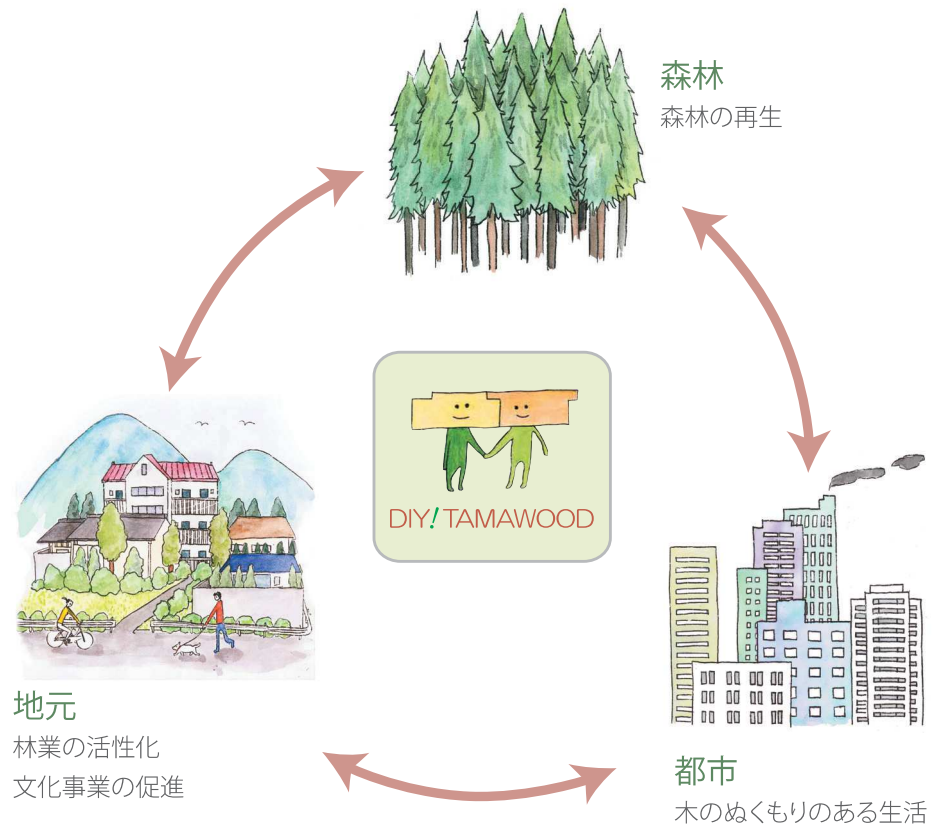 森林
森林の再生
DIY! TAMAWOOD
地元
林業の活性化
文化事業の促進
都市
木のぬくもりのある生活